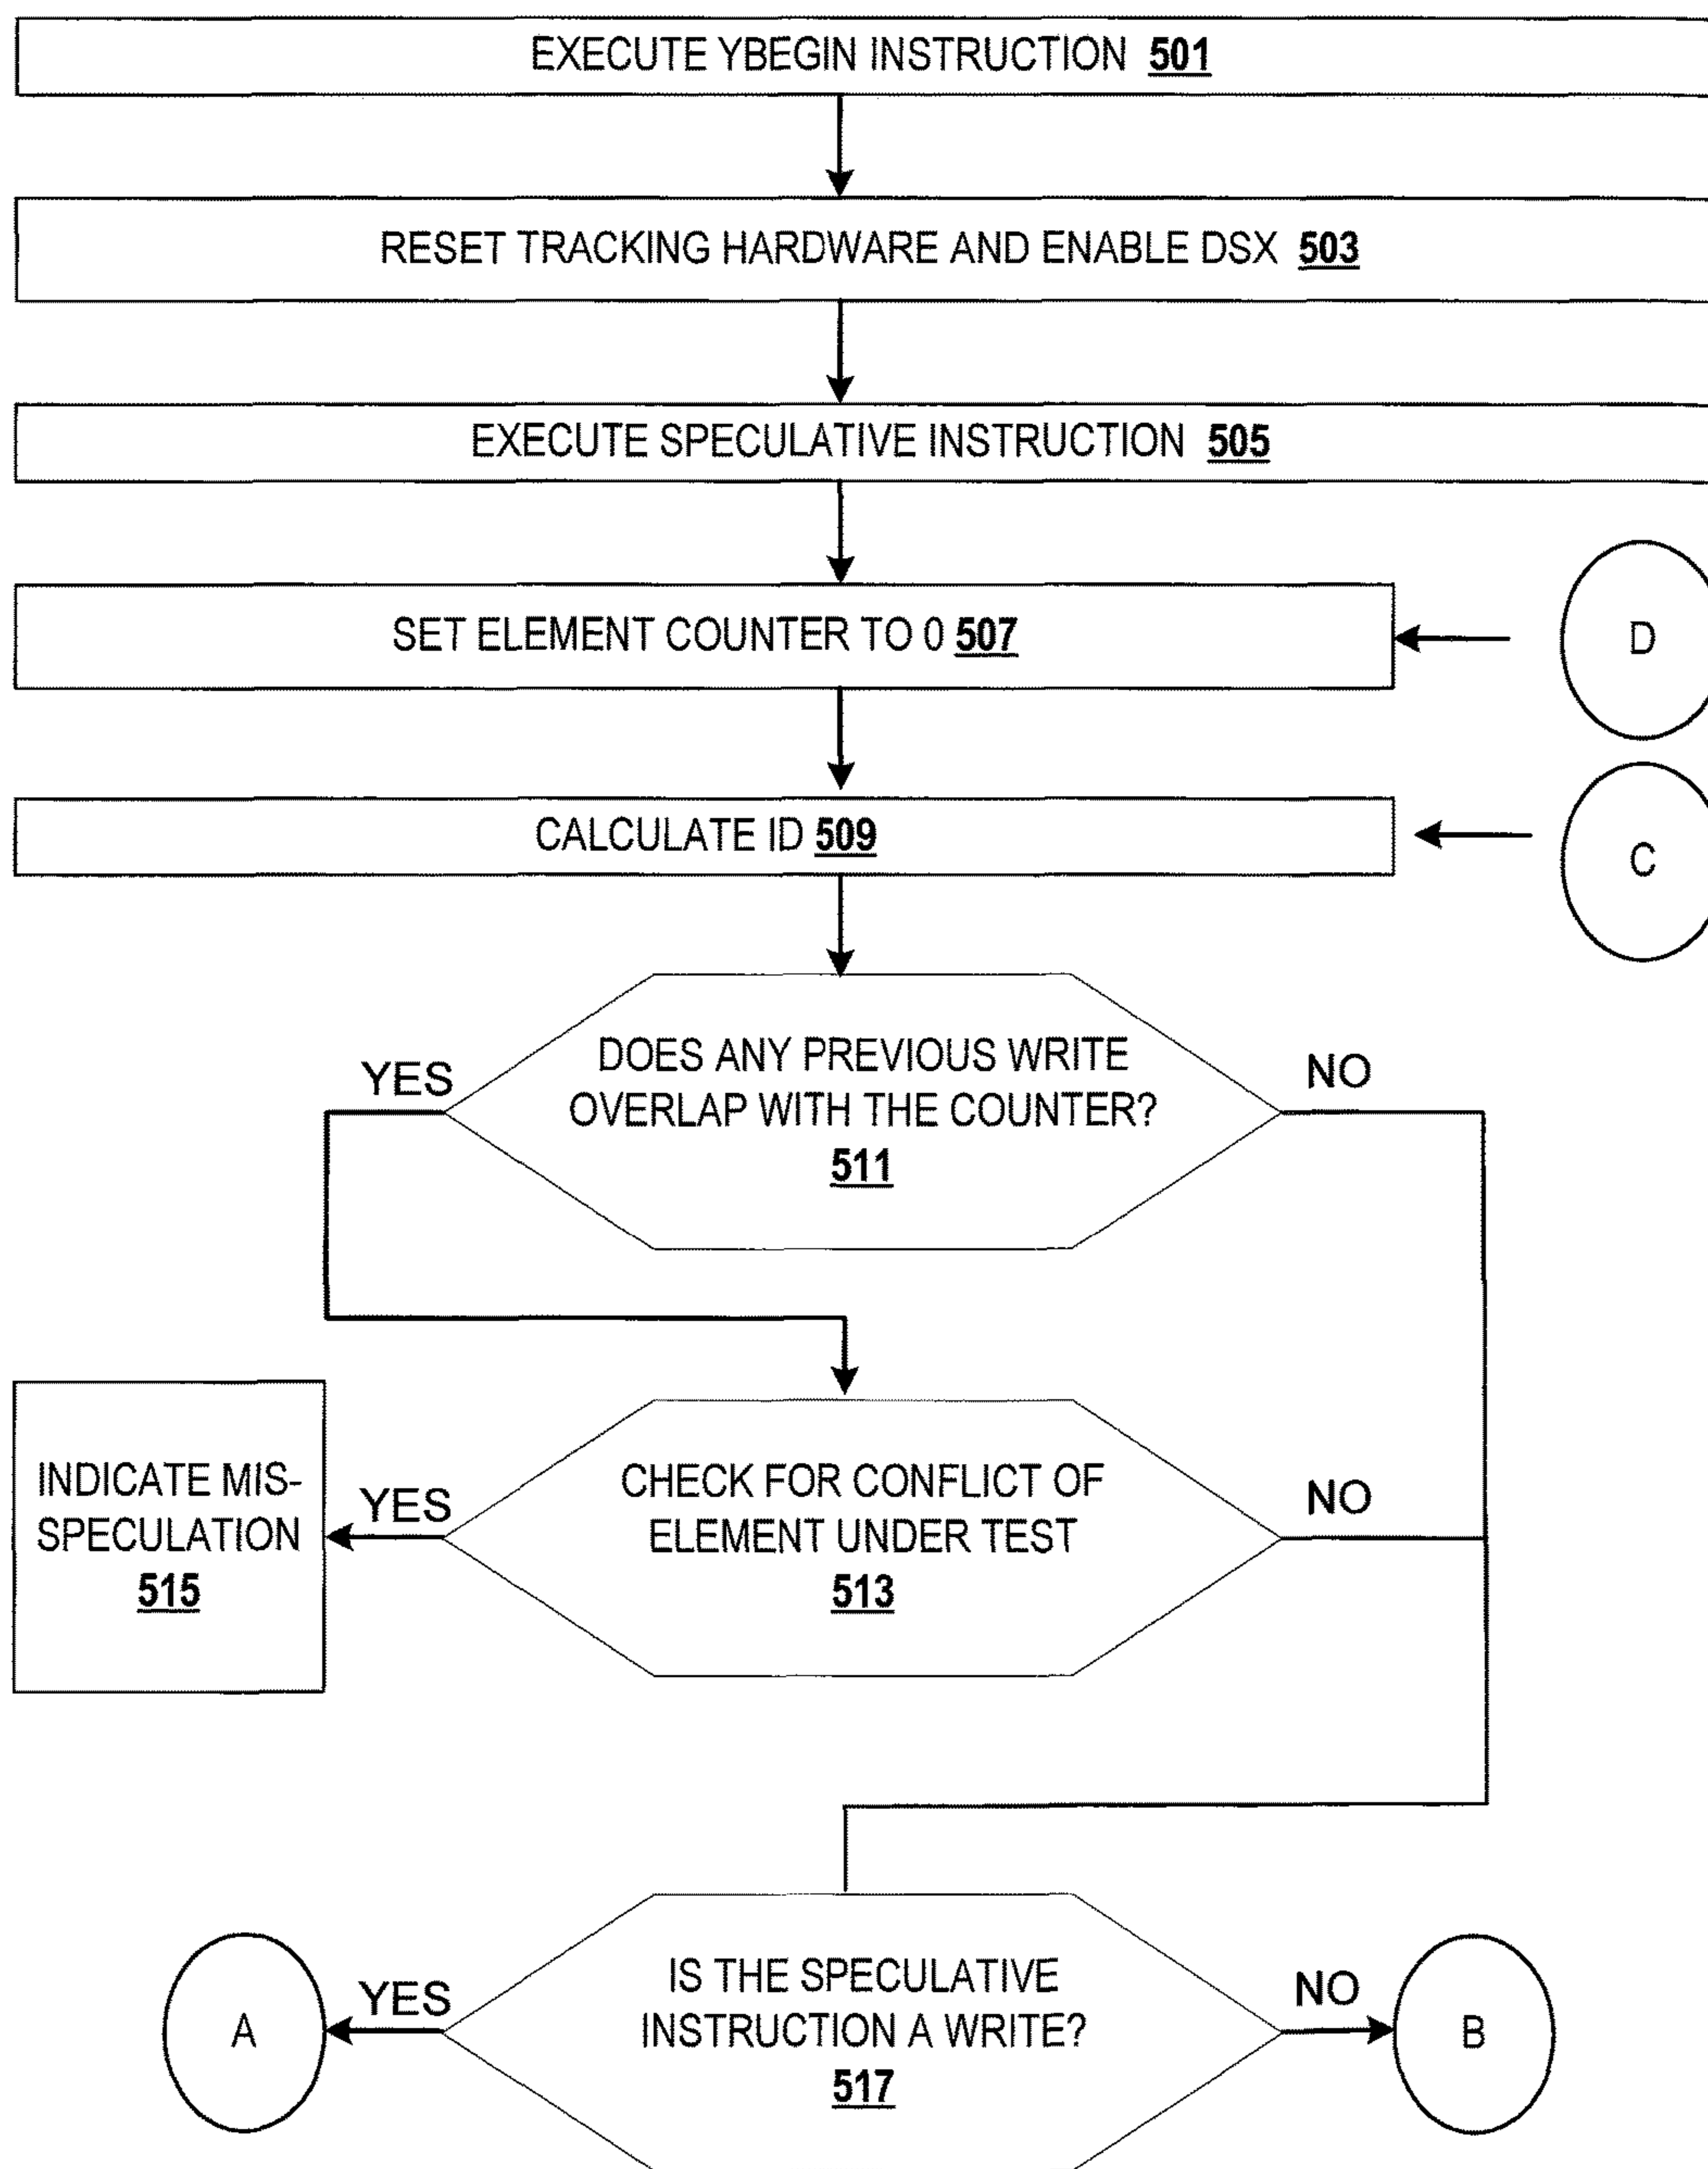 EXECUTE YBEGIN INSTRUCTION 501
RESET TRACKING HARDWARE AND ENABLE DSX 503
EXECUTE SPECULATIVE INSTRUCTION 505
SET ELEMENT COUNTER TO 0 507
D
CALCULATE ID 509
C
DOES ANY PREVIOUS WRITE
OVERLAP WITH THE COUNTER?
511
YES
NO
CHECK FOR CONFLICT OF
ELEMENT UNDER TEST
513
YES
NO
INDICATE MIS-
SPECULATION
515
IS THE SPECULATIVE
INSTRUCTION A WRITE?
517
YES
NO
A
B